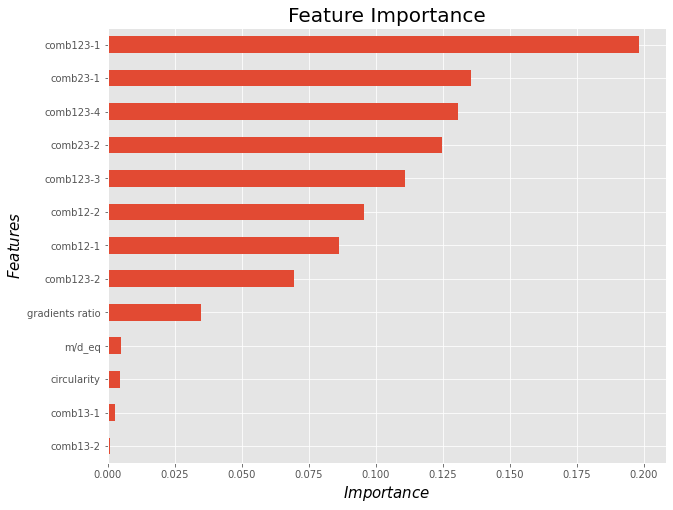 Feature Importance
comb123-1
comb23-1
comb123-4
comb23-2
comb123-3
comb12-2
comb12-1
comb123-2
gradients ratio
m/d_eq
circularity
comb13-1
comb13-2
Features
0.000 0.025 0.050 0.075 0.100 0.125 0.150 0.175 0.200
Importance